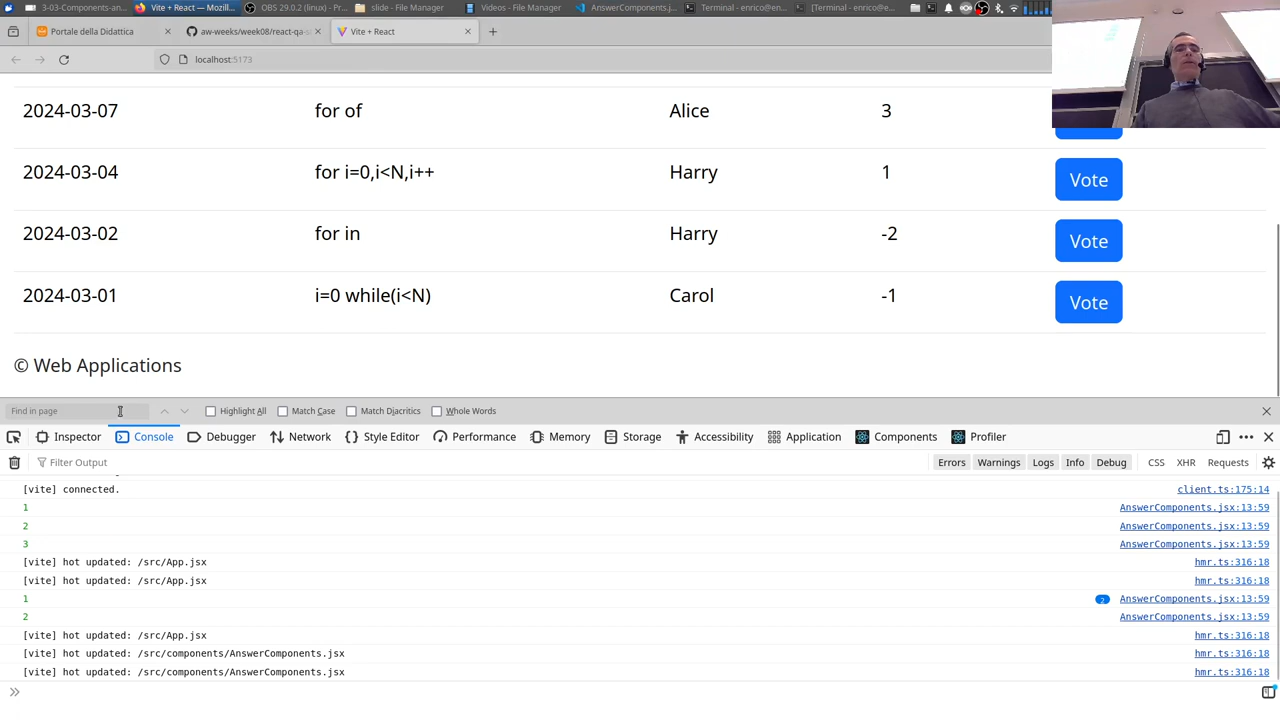 3-03-Components-an...
Vite + React — Mozill...
OBS 29.0.2 (linux) - Pr...
slide - File Manager
Videos - File Manager
AnswerComponents.j...
Terminal - enrico@en...
[Terminal - enrico@e...
Portale della Didattica
aw-weeks/week08/react-qa-s
Vite + React
localhost:5173
2024-03-07 for of Alice 3
2024-03-04 for i=0,i<N,i++ Harry 1 Vote
2024-03-02 for in Harry -2 Vote
2024-03-01 i=0 while(i<N) Carol -1 Vote
© Web Applications
Find in page Highlight All Match Case Match Diacritics Whole Words
Inspector Console Debugger Network Style Editor Performance Memory Storage Accessibility Application Components Profiler
Filter Output Errors Warnings Logs Info Debug CSS XHR Requests
[vite] connected. client.ts:175:14
1 AnswerComponents.jsx:13:59
2 AnswerComponents.jsx:13:59
3 AnswerComponents.jsx:13:59
[vite] hot updated: /src/App.jsx hmr.ts:316:18
[vite] hot updated: /src/App.jsx hmr.ts:316:18
1 2 AnswerComponents.jsx:13:59
2 AnswerComponents.jsx:13:59
[vite] hot updated: /src/App.jsx hmr.ts:316:18
[vite] hot updated: /src/components/AnswerComponents.jsx hmr.ts:316:18
[vite] hot updated: /src/components/AnswerComponents.jsx hmr.ts:316:18